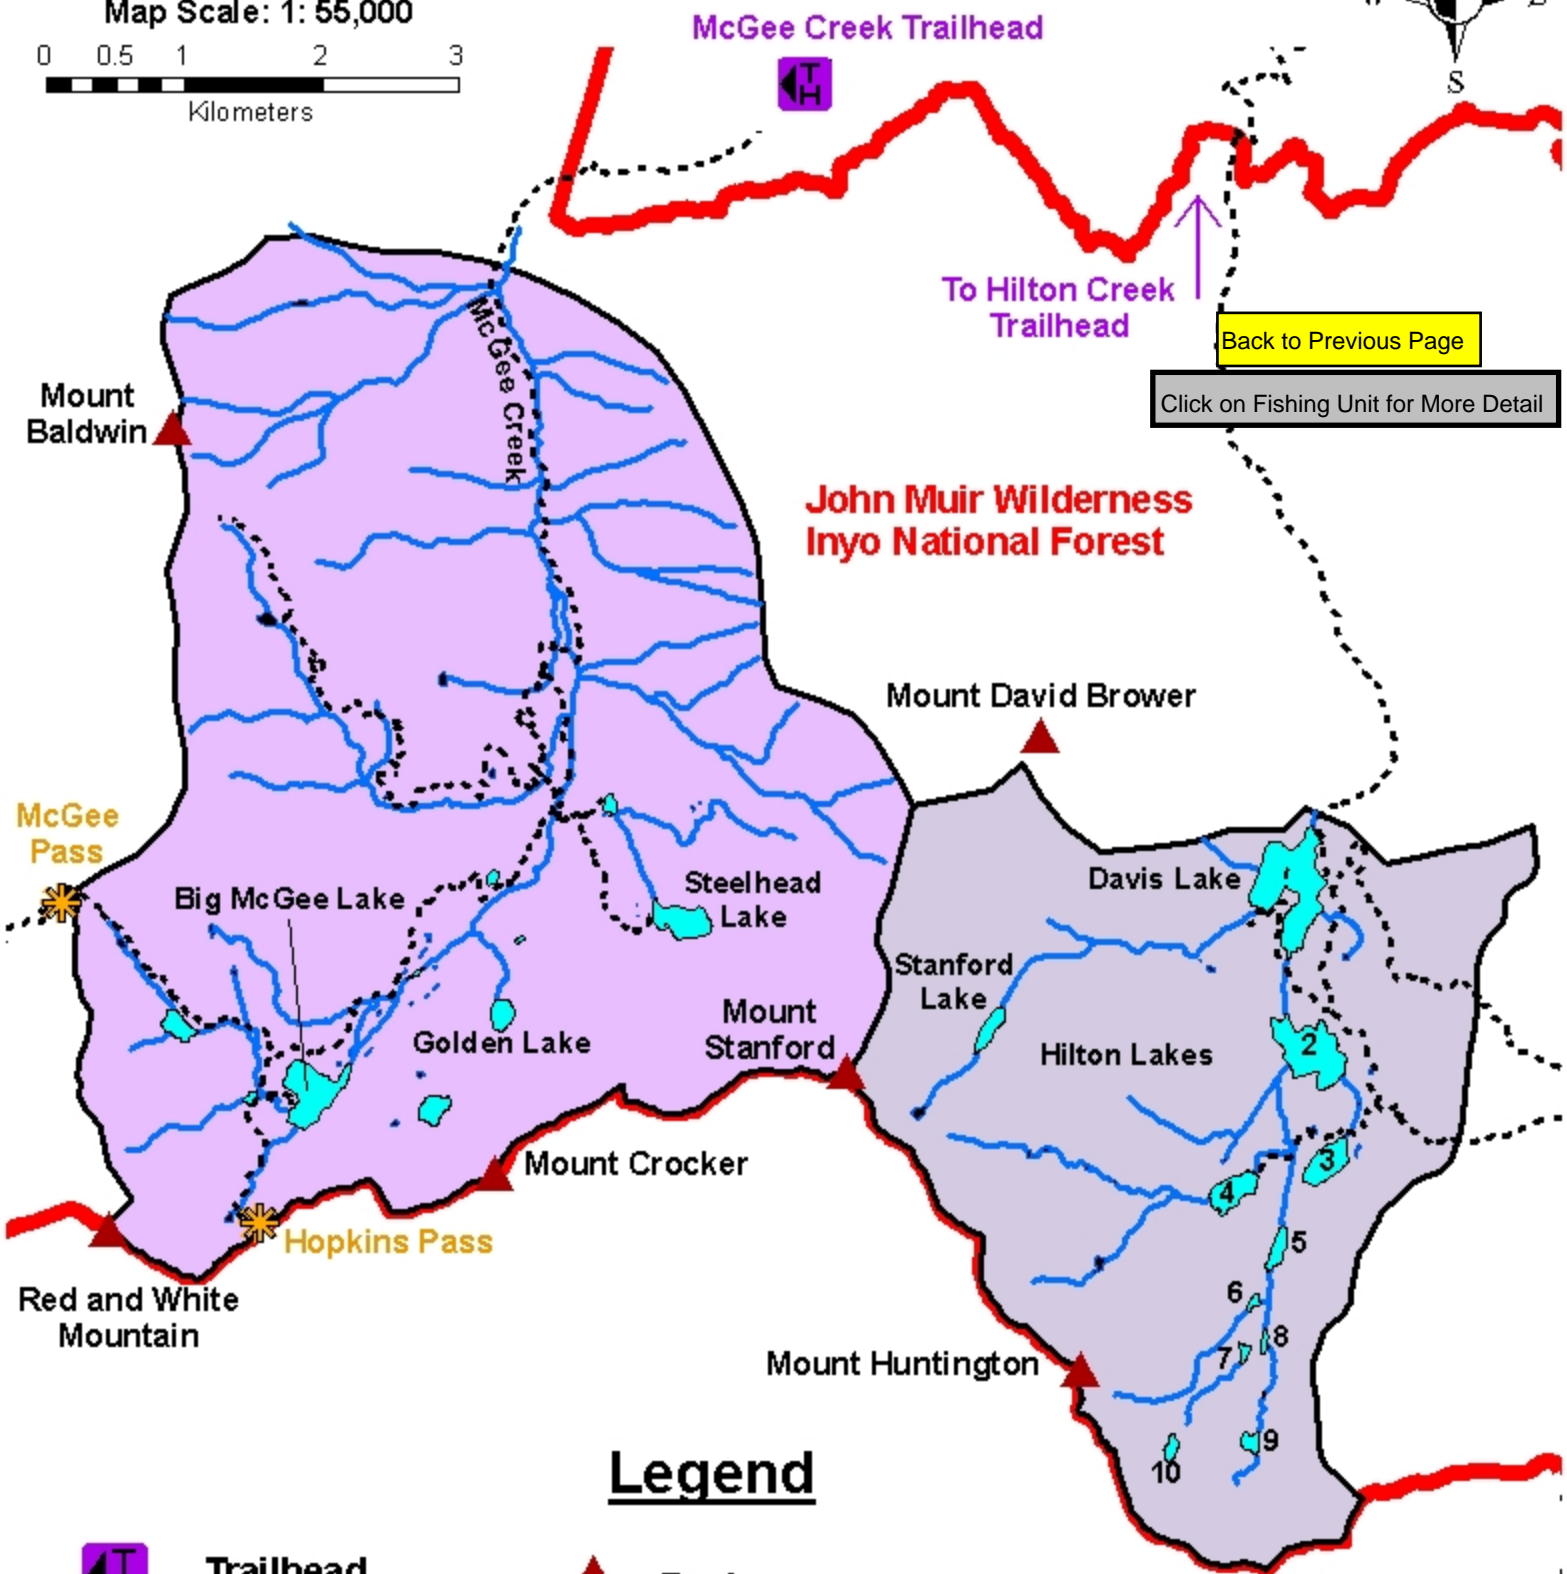 Map Scale: 1: 55,000
0 0.5 1 2 3
Kilometers
McGee Creek Trailhead
T
H
S
To Hilton Creek
Trailhead
Back to Previous Page
Click on Fishing Unit for More Detail
McGee Creek
Mount
Baldwin
John Muir Wilderness
Inyo National Forest
Mount David Brower
McGee
Pass
Big McGee Lake
Steelhead
Lake
Davis Lake
Stanford
Lake
Mount
Stanford
Golden Lake
Hilton Lakes
2
3
4
5
6
7
8
9
10
Mount Crocker
Hopkins Pass
Red and White
Mountain
Mount Huntington
Legend
T
Trailhead